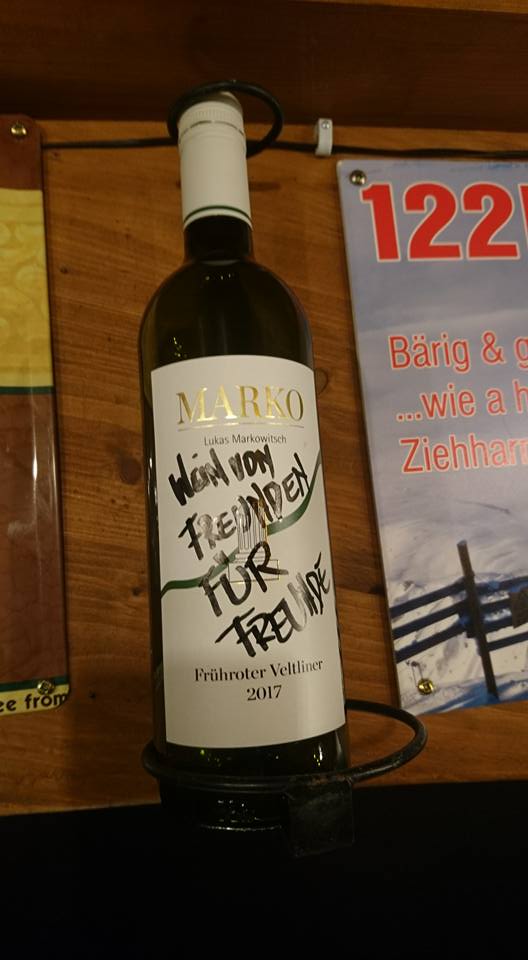 MARKO
Lukas Markowitsch
WEIN VON
FREUNDEN
FÜR
FREUNDE
Frühroter Veltliner
2017
122
Bärig & g
...wie a h
Ziehharm
ee from